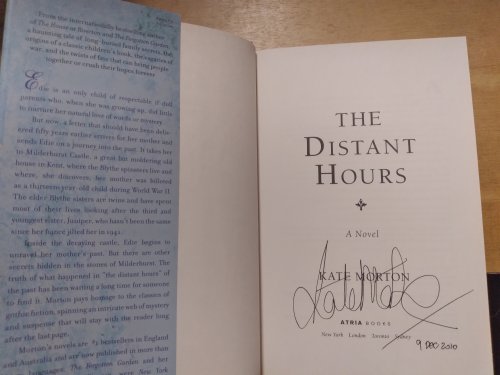 From the internationally bestselling author
of The House at Riverton and The Forgotten Garden,
a haunting tale of long-buried family secrets, the
origins of a classic children's book, the ravages of
war, and the twists of fate that can bring people
together or crush their hopes forever
Edie is an only child of respectable, if dull
parents who, when she was growing up, did little
to nurture her natural love of words or mystery.
But now, a letter that should have been deliv-
ered fifty years earlier arrives for her mother and
sends Edie on a journey into the past. It takes her
to Milderhurst Castle, a great but moldering old
house in Kent, where the Blythe spinsters live and
where, she discovers, her mother was billeted
as a thirteen-year-old child during World War II.
The elder Blythe sisters are twins and have spent
most of their lives looking after the third and
youngest sister, Juniper, who hasn't been the same
since her fiancé jilted her in 1941.
Inside the decaying castle, Edie begins to
unravel her mother's past. But there are other
secrets hidden in the stones of Milderhurst. The
truth of what happened in "the distant hours" of
the past has been waiting a long time for someone
to find it. Morton pays homage to the classics of
gothic fiction, spinning an intricate web of mystery
and suspense that will stay with the reader long
after the last page.
Morton's novels are #1 bestsellers in England
and Australia and are now published in more than
languages. The Forgotten Garden and her
were New York
THE
DISTANT
HOURS
A Novel
KATE MORTON
Kate Morton
ATRIA BOOKS
New York London Toronto Sydney
9 DEC 2010